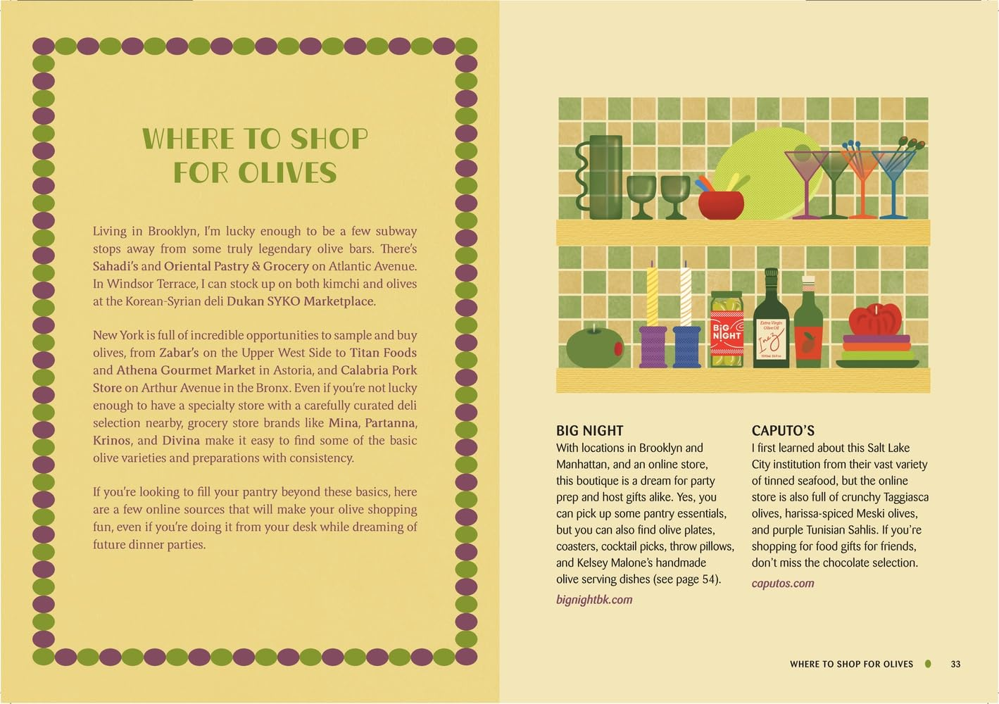 WHERE TO SHOP
FOR OLIVES
Living in Brooklyn, I'm lucky enough to be a few subway
stops away from some truly legendary olive bars. There's
Sahadi's and Oriental Pastry & Grocery on Atlantic Avenue.
In Windsor Terrace, I can stock up on both kimchi and olives
at the Korean-Syrian deli Dukan SYKO Marketplace.
New York is full of incredible opportunities to sample and buy
olives, from Zabar's on the Upper West Side to Titan Foods
and Athena Gourmet Market in Astoria, and Calabria Pork
Store on Arthur Avenue in the Bronx. Even if you're not lucky
enough to have a specialty store with a carefully curated deli
selection nearby, grocery store brands like Mina, Partanna,
Krinos, and Divina make it easy to find some of the basic
olive varieties and preparations with consistency.
If you're looking to fill your pantry beyond these basics, here
are a few online sources that will make your olive shopping
fun, even if you're doing it from your desk while dreaming of
future dinner parties.
BIG
NIGHT
Extra Virgin
Olive Oil
Inez
BIG NIGHT
With locations in Brooklyn and
Manhattan, and an online store,
this boutique is a dream for party
prep and host gifts alike. Yes, you
can pick up some pantry essentials,
but you can also find olive plates,
coasters, cocktail picks, throw pillows,
and Kelsey Malone's handmade
olive serving dishes (see page 54).
bignightbk.com
CAPUTO'S
I first learned about this Salt Lake
City institution from their vast variety
of tinned seafood, but the online
store is also full of crunchy Taggiasca
olives, harissa-spiced Meski olives,
and purple Tunisian Sahlis. If you're
shopping for food gifts for friends,
don't miss the chocolate selection.
caputos.com
WHERE TO SHOP FOR OLIVES 33